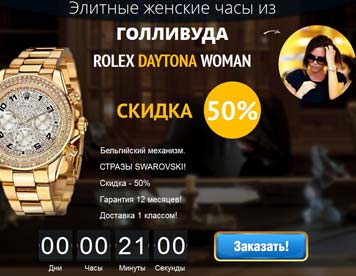 Элитные женские часы из
ГОЛЛИВУДА
ROLEX DAYTONA WOMAN
СКИДКА 50%
Бельгийский механизм.
СТРАЗЫ SWAROVSKI!
Скидка - 50%
Гарантия 12 месяцев!
Доставка 1 классом!
00 00 21 00
Дни Часы Минуты Секунды
Заказать!